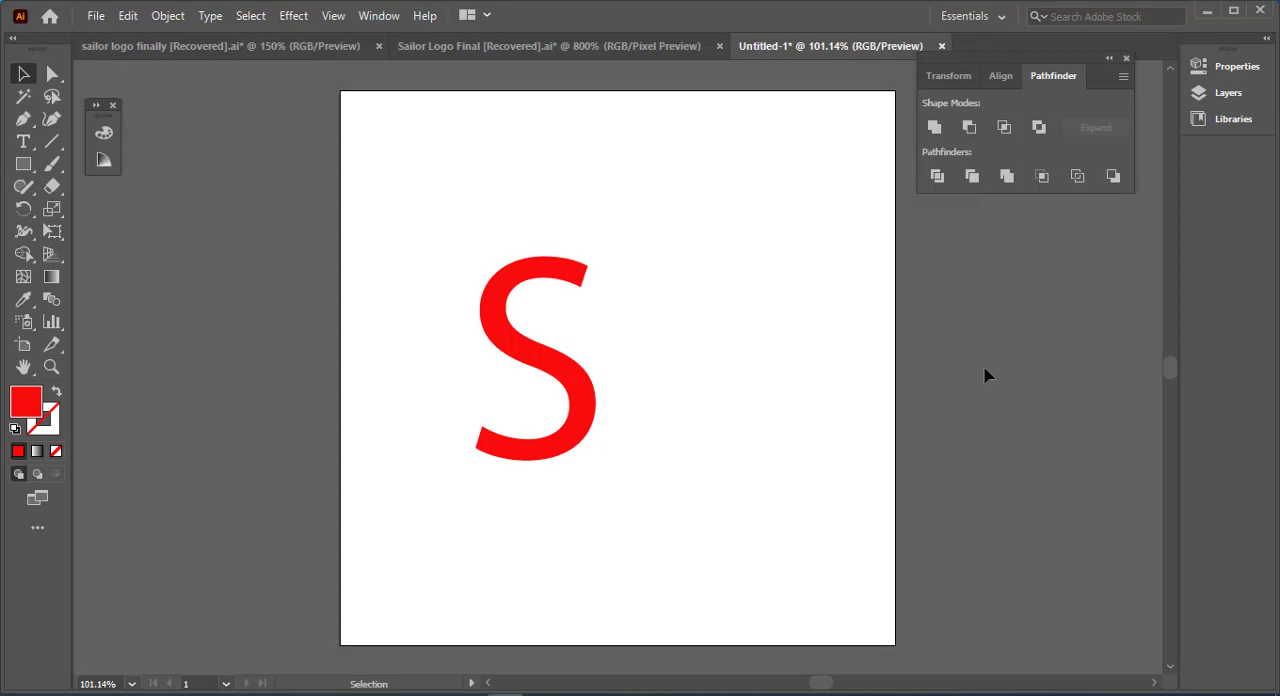 Ai File Edit Object Type Select Effect View Window Help Essentials Search Adobe Stock
sailor logo finally [Recovered].ai* @ 150% (RGB/Preview) Sailor Logo Final [Recovered].ai* @ 800% (RGB/Pixel Preview) Untitled-1* @ 101.14% (RGB/Preview)
Transform Align Pathfinder
Shape Modes:
Expand
Pathfinders:
Properties
Layers
Libraries
S
101.14% 1 Selection